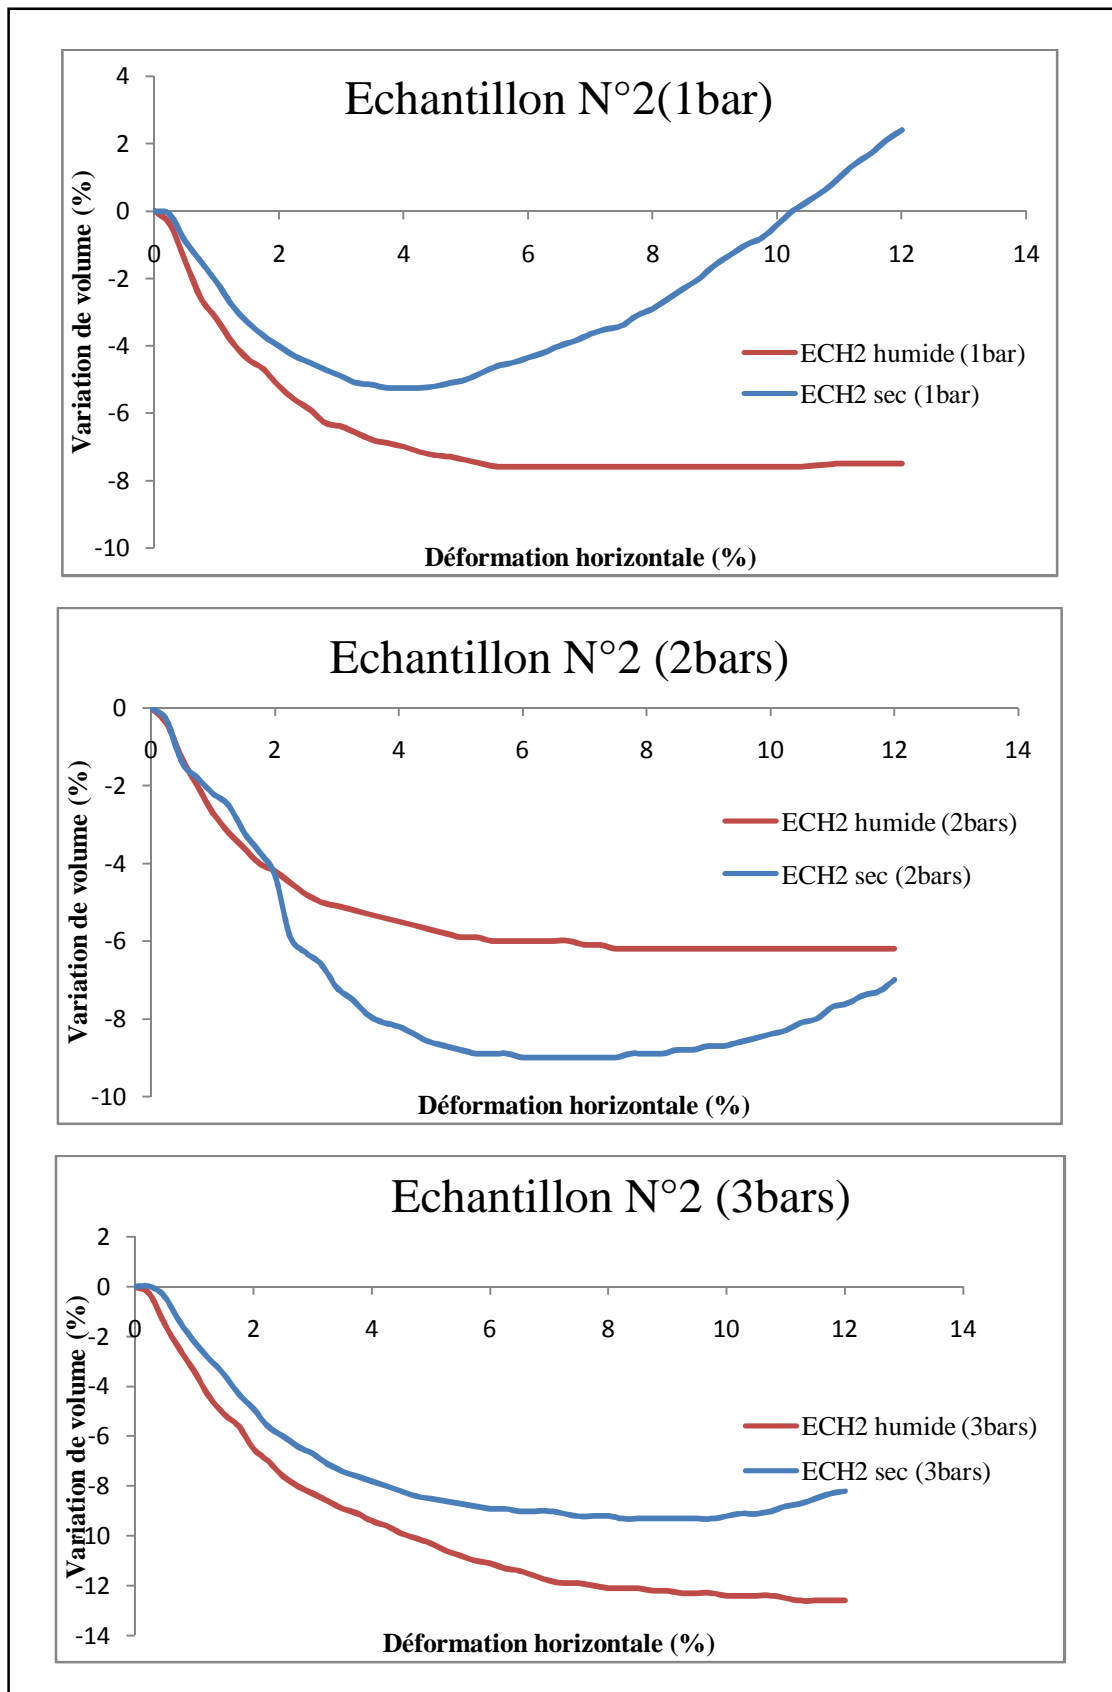 Echantillon N°2(1bar)
4
2
0
-2
-4
-6
-8
-10
0 2 4 6 8 10 12 14
Variation de volume (%)
ECH2 humide (1bar)
ECH2 sec (1bar)
Déformation horizontale (%)
Echantillon N°2 (2bars)
0
-2
-4
-6
-8
-10
0 2 4 6 8 10 12 14
Variation de volume (%)
ECH2 humide (2bars)
ECH2 sec (2bars)
Déformation horizontale (%)
Echantillon N°2 (3bars)
2
0
-2
-4
-6
-8
-10
-12
-14
0 2 4 6 8 10 12 14
Variation de volume (%)
ECH2 humide (3bars)
ECH2 sec (3bars)
Déformation horizontale (%)